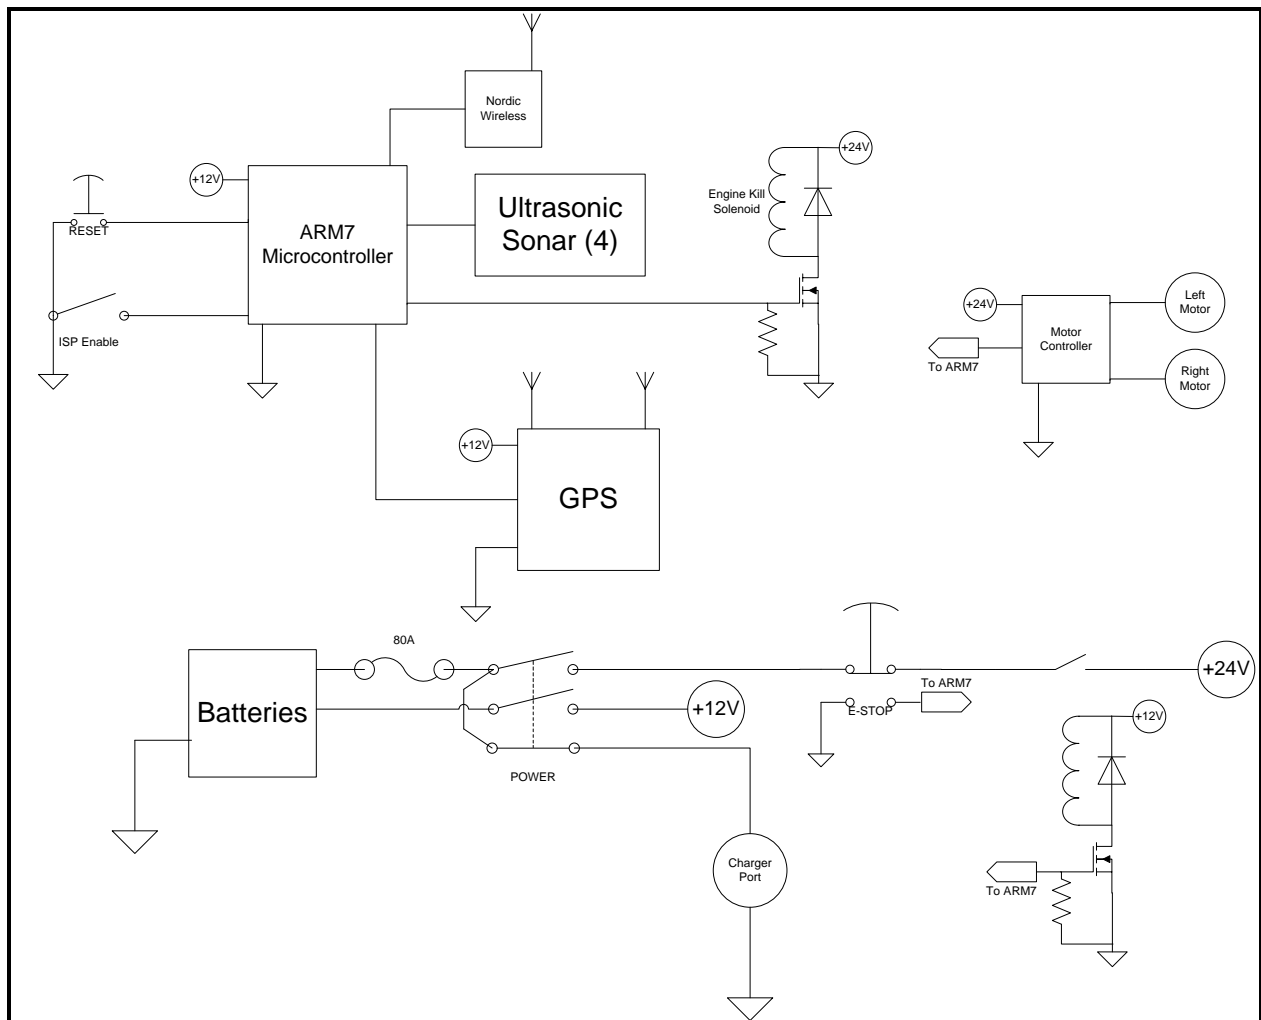 Nordic
Wireless
+12V
RESET
ARM7
Microcontroller
Ultrasonic
Sonar (4)
Engine Kill
Solenoid
+24V
ISP Enable
+24V
Motor
Controller
Left
Motor
To ARM7
Right
Motor
+12V
GPS
80A
Batteries
+12V
POWER
To ARM7
E-STOP
+24V
+12V
Charger
Port
To ARM7